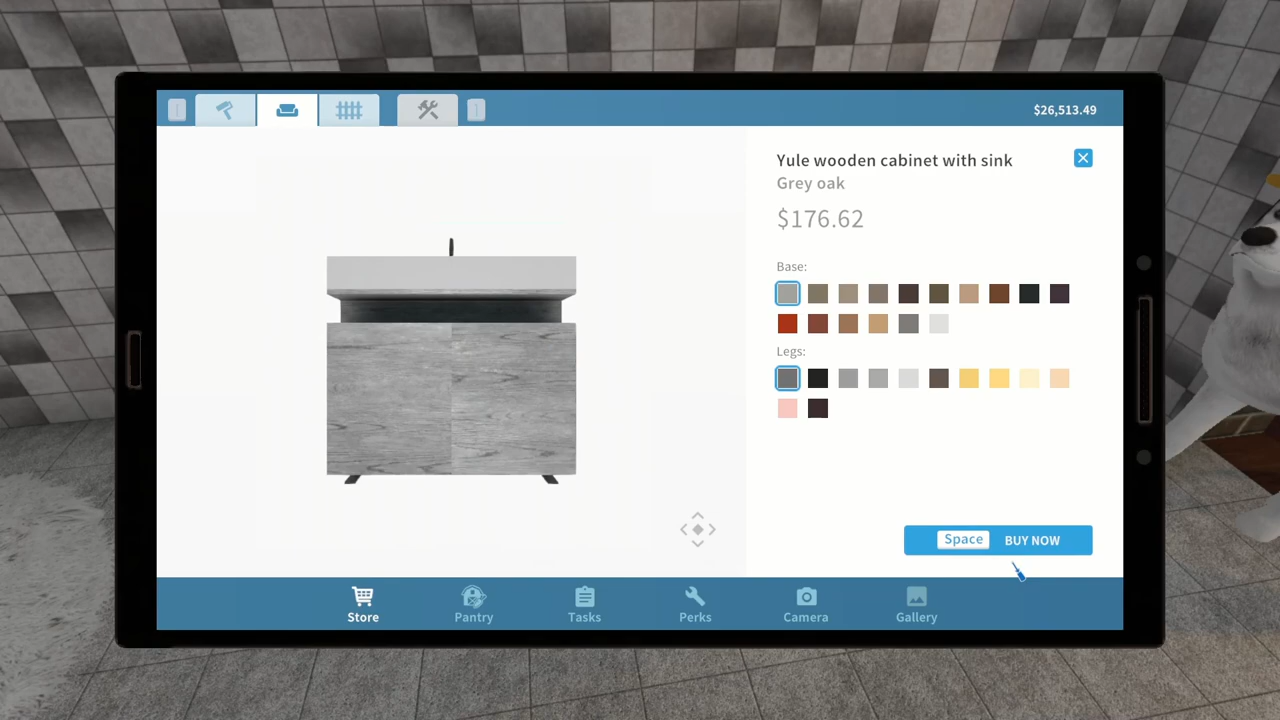 $26,513.49
Yule wooden cabinet with sink
Grey oak
$176.62
Base:
Legs:
Space BUY NOW
Store Pantry Tasks Perks Camera Gallery